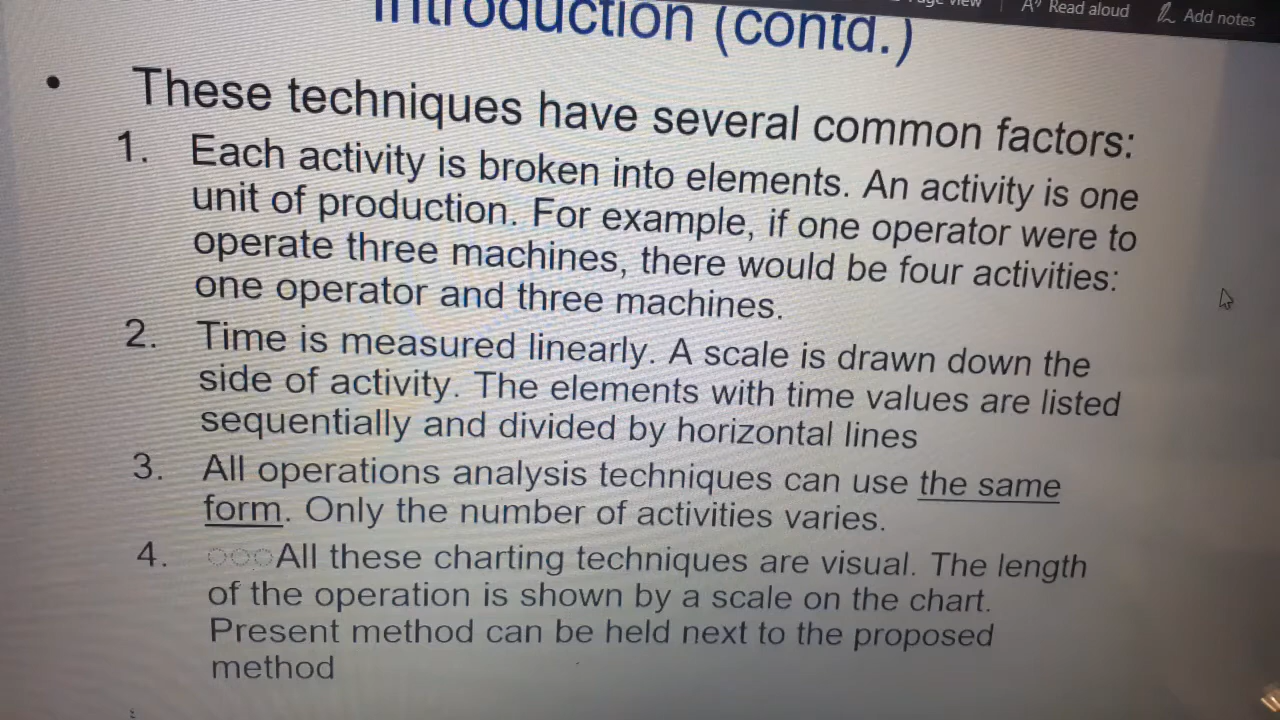 Page view | Read aloud Add notes
Introduction (contd.)
• These techniques have several common factors:
1. Each activity is broken into elements. An activity is one
unit of production. For example, if one operator were to
operate three machines, there would be four activities:
one operator and three machines.
2. Time is measured linearly. A scale is drawn down the
side of activity. The elements with time values are listed
sequentially and divided by horizontal lines
3. All operations analysis techniques can use the same
form. Only the number of activities varies.
4. All these charting techniques are visual. The length
of the operation is shown by a scale on the chart.
Present method can be held next to the proposed
method